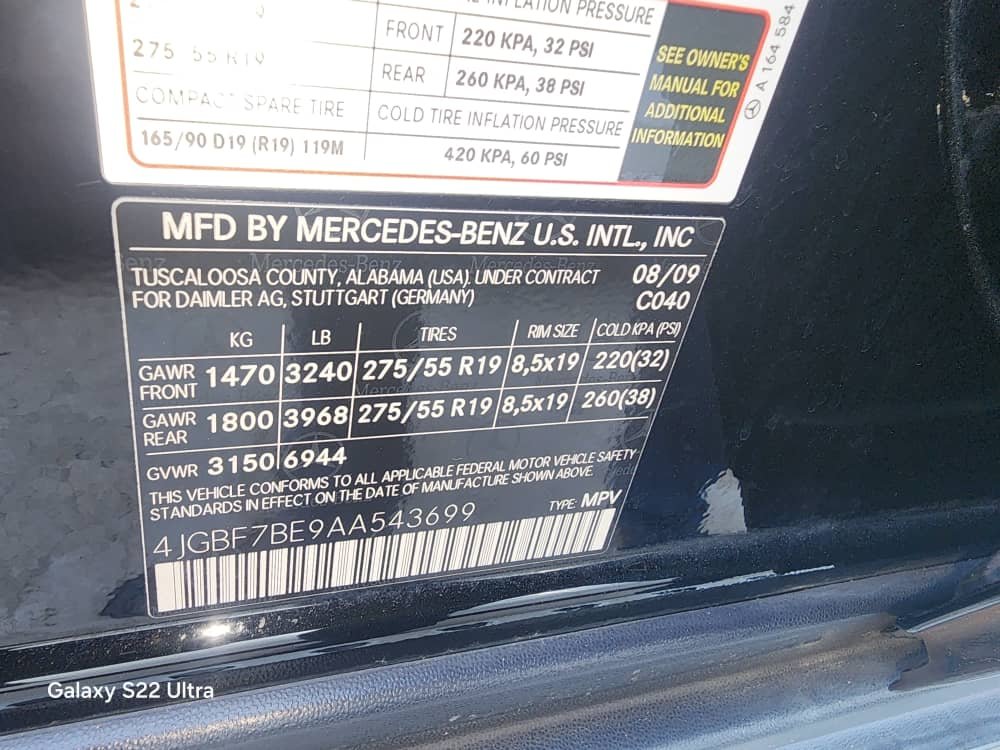 INFLATION PRESSURE
FRONT 220 KPA, 32 PSI
275 55 R19
REAR 260 KPA, 38 PSI
COMPACT SPARE TIRE
COLD TIRE INFLATION PRESSURE
165/90 D19 (R19) 119M
420 KPA, 60 PSI
SEE OWNER'S
MANUAL FOR
ADDITIONAL
INFORMATION
A 164 584
MFD BY MERCEDES-BENZ U.S. INTL., INC
TUSCALOOSA COUNTY, ALABAMA (USA). UNDER CONTRACT 08/09
FOR DAIMLER AG, STUTTGART (GERMANY) C040
KG LB TIRES RIM SIZE COLD KPA (PSI)
GAWR FRONT 1470 3240 275/55 R19 8,5x19 220(32)
GAWR REAR 1800 3968 275/55 R19 8,5x19 260(38)
GVWR 3150 6944
THIS VEHICLE CONFORMS TO ALL APPLICABLE FEDERAL MOTOR VEHICLE SAFETY
STANDARDS IN EFFECT ON THE DATE OF MANUFACTURE SHOWN ABOVE.
TYPE: MPV
4JGBF7BE9AA543699
Galaxy S22 Ultra